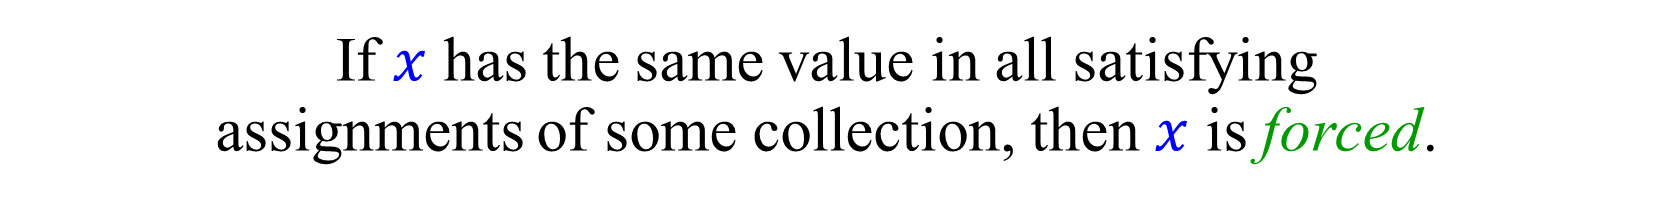 If x has the same value in all satisfying
assignments of some collection, then x is forced.